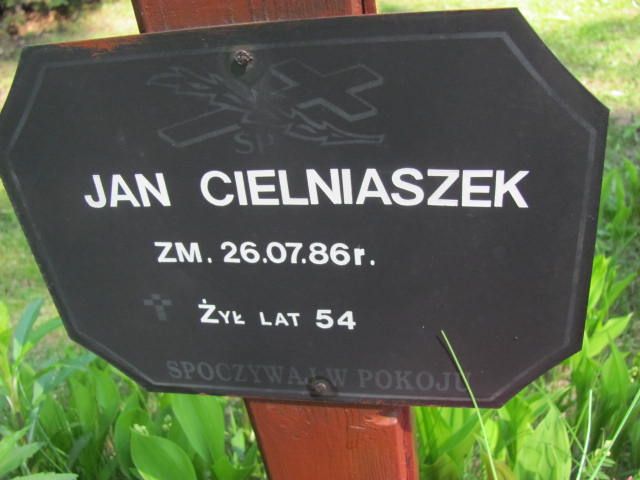 SP
JAN CIELNIASZEK
ZM. 26.07.86r.
ŻYŁ LAT 54
SPOCZYWAJ W POKOJU